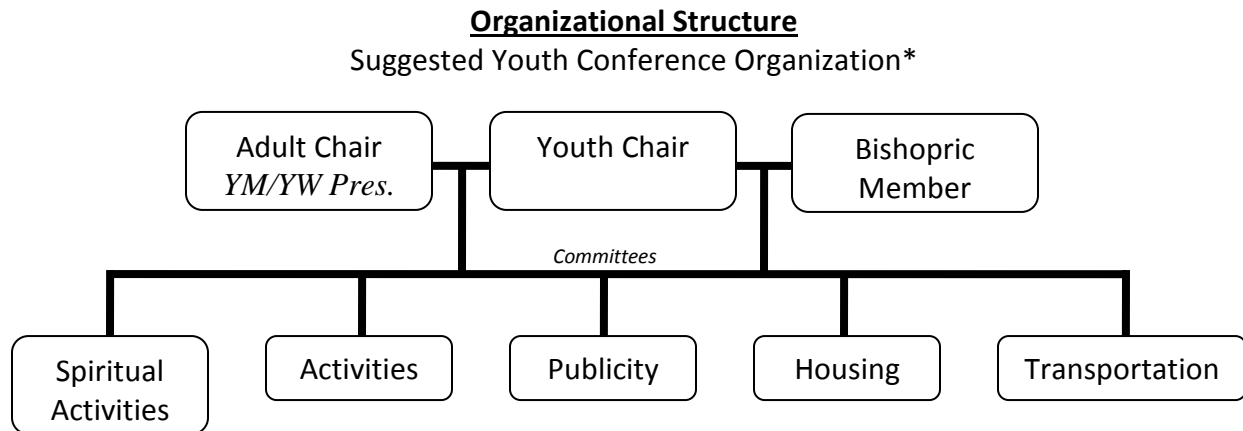 Organizational Structure
Suggested Youth Conference Organization*
Adult Chair
YM/YW Pres.
Youth Chair
Bishopric
Member
Committees
Spiritual
Activities
Activities
Publicity
Housing
Transportation